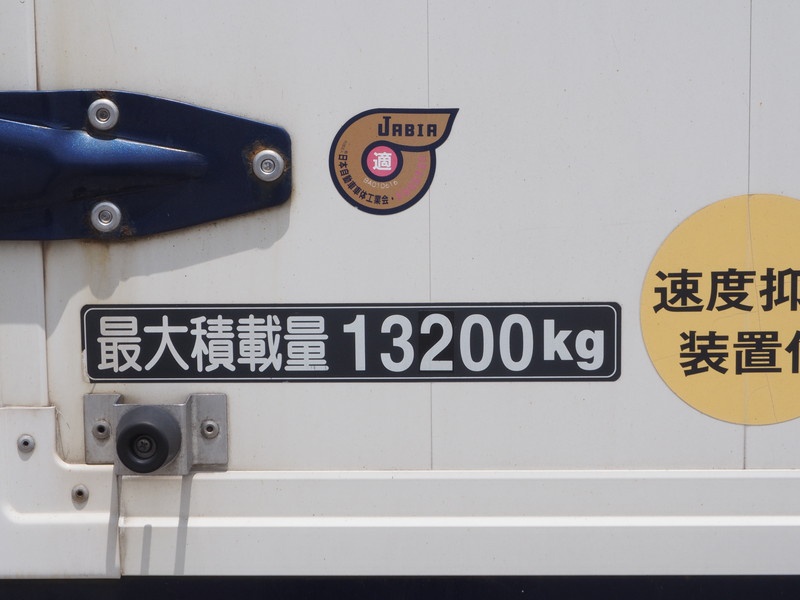 JABIA
適
日本自動車車体工業会
最大積載量 13200kg
速度抑
装置